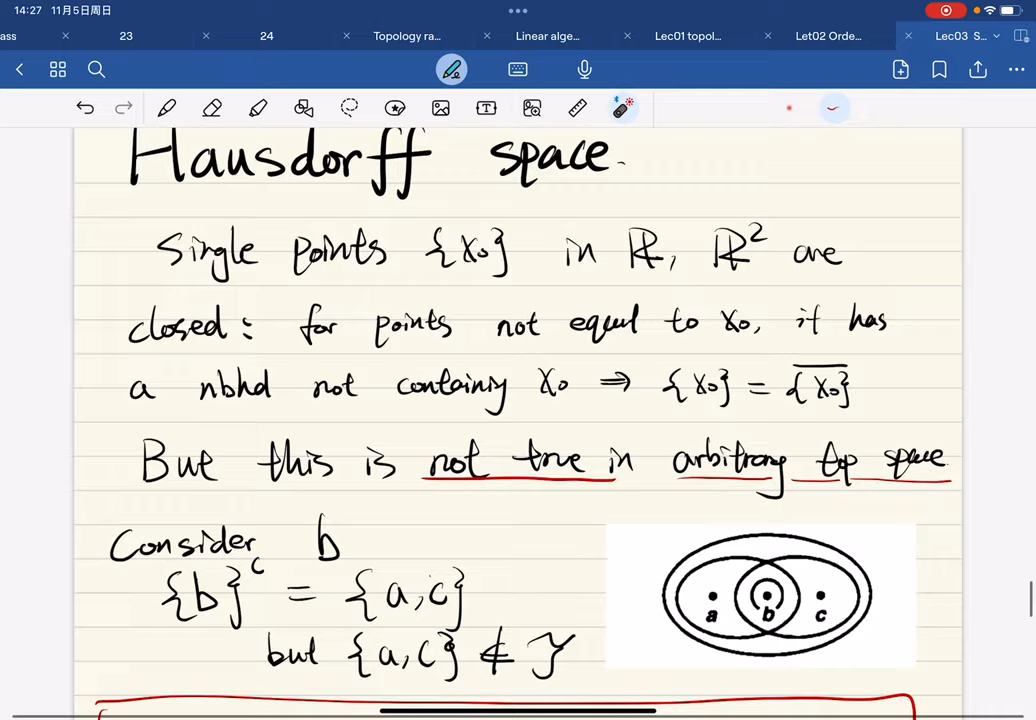 14:27 11月5日周日
ass
23
24
Topology ra...
Linear alge...
Lec01 topol...
Let02 Orde...
Lec03 S...
Hausdorff space.
Single points {x₀} in ℝ, ℝ² are
closed: for points not equal to x₀, it has
a nbhd not containing x₀ ⇒ {x₀} = \overline{{x₀}}
But this is not true in arbitrary top space
Consider b
{b}ᶜ = {a,c}
but {a,c} ∉ 𝒯
a b c